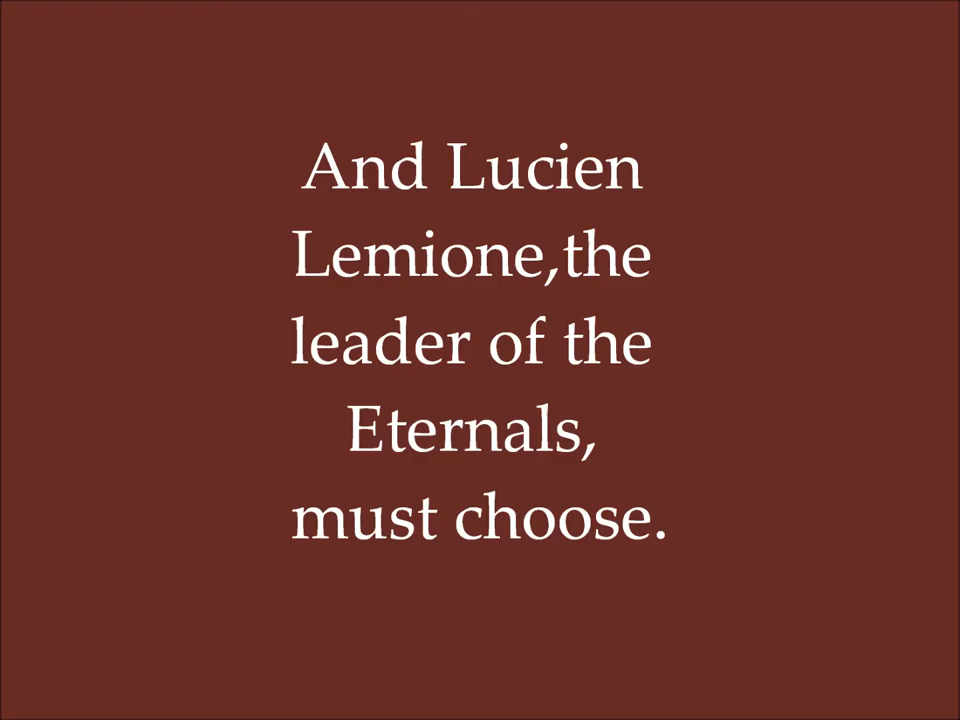 And Lucien
Lemione,the
leader of the
Eternals,
must choose.